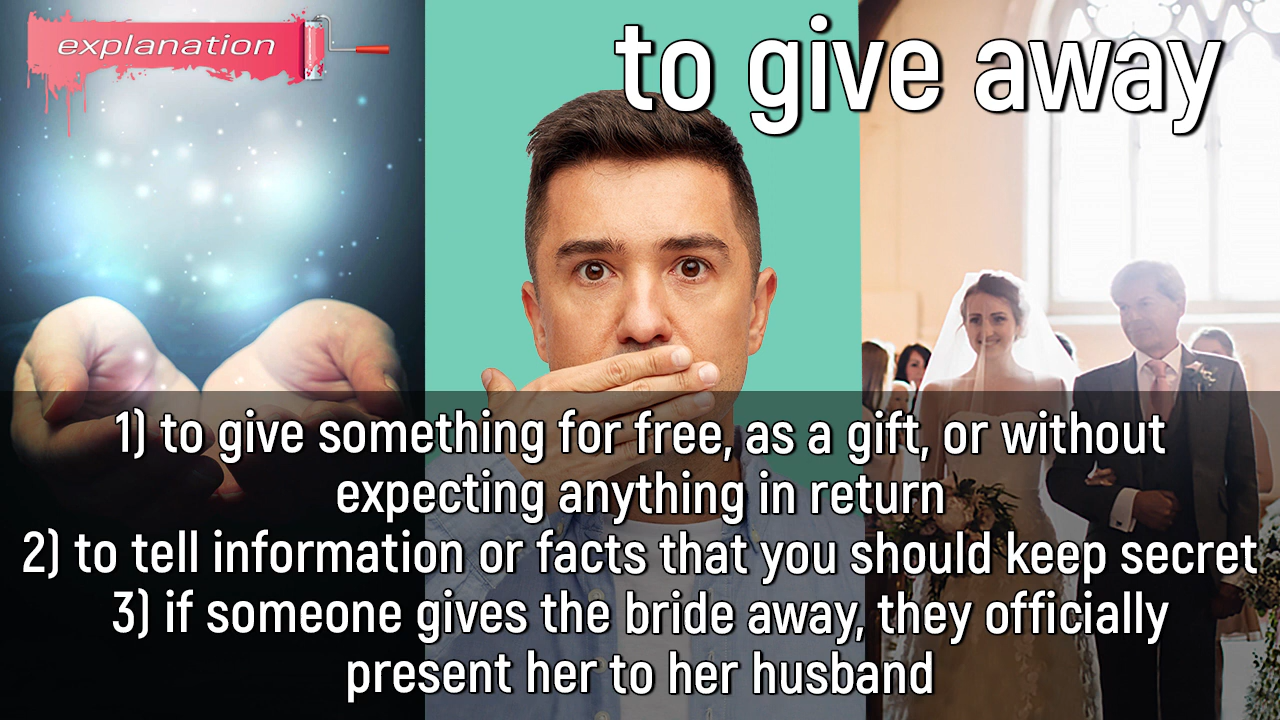 explanation
to give away
1) to give something for free, as a gift, or without
expecting anything in return
2) to tell information or facts that you should keep secret
3) if someone gives the bride away, they officially
present her to her husband